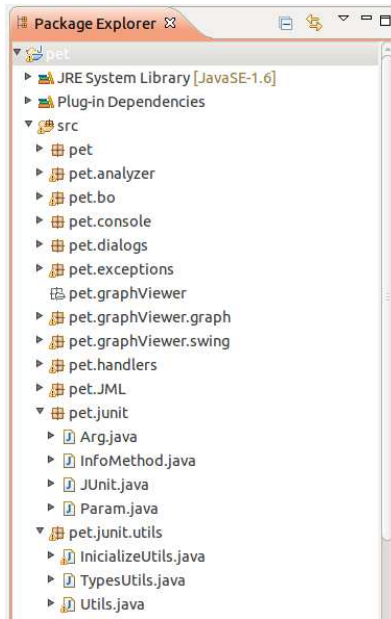 Package Explorer
pet
JRE System Library [JavaSE-1.6]
Plug-in Dependencies
src
pet
pet.analyzer
pet.bo
pet.console
pet.dialogs
pet.exceptions
pet.graphViewer
pet.graphViewer.graph
pet.graphViewer.swing
pet.handlers
pet.JML
pet.junit
Arg.java
InfoMethod.java
JUnit.java
Param.java
pet.junit.utils
InicializeUtils.java
TypesUtils.java
Utils.java